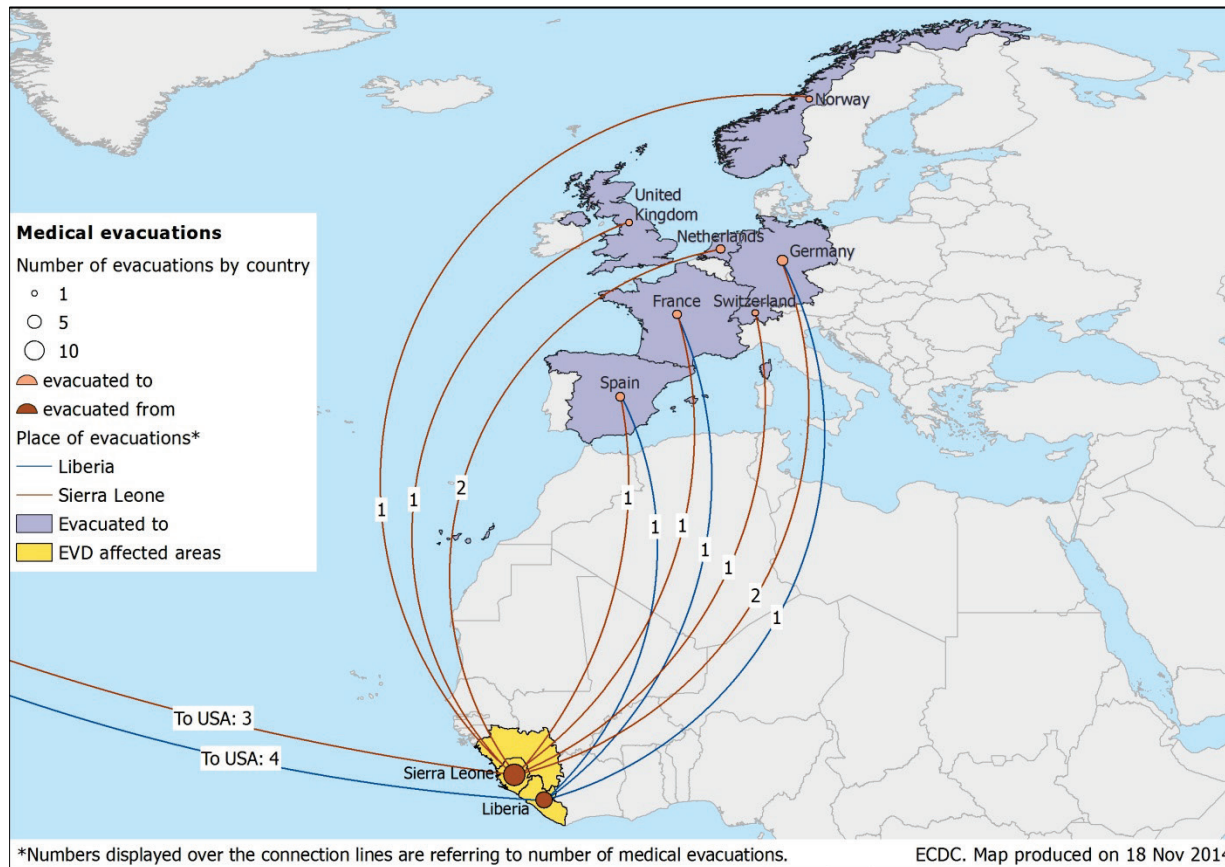 Norway
United
Kingdom
Netherlands
Germany
France
Switzerland
Spain
Medical evacuations
Number of evacuations by country
1
5
10
evacuated to
evacuated from
Place of evacuations*
Liberia
Sierra Leone
Evacuated to
EVD affected areas
1
1
2
1
1
1
1
1
2
1
To USA: 3
To USA: 4
Sierra Leone
Liberia
*Numbers displayed over the connection lines are referring to number of medical evacuations.
ECDC. Map produced on 18 Nov 2014